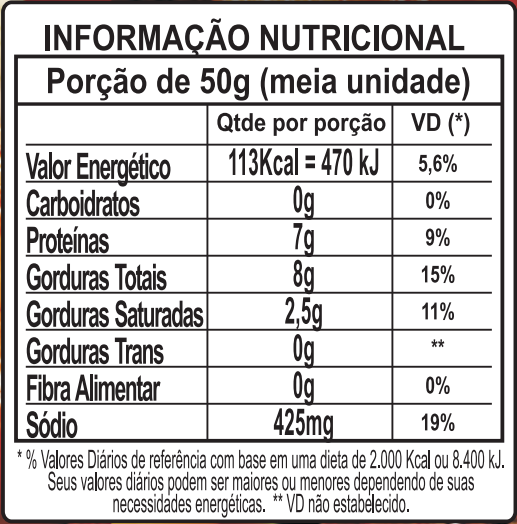 INFORMAÇÃO NUTRICIONAL
Porção de 50g (meia unidade)
Qtde por porção VD (*)
Valor Energético 113Kcal = 470 kJ 5,6%
Carboidratos 0g 0%
Proteínas 7g 9%
Gorduras Totais 8g 15%
Gorduras Saturadas 2,5g 11%
Gorduras Trans 0g **
Fibra Alimentar 0g 0%
Sódio 425mg 19%
* % Valores Diários de referência com base em uma dieta de 2.000 Kcal ou 8.400 kJ.
Seus valores diários podem ser maiores ou menores dependendo de suas
necessidades energéticas. ** VD não estabelecido.